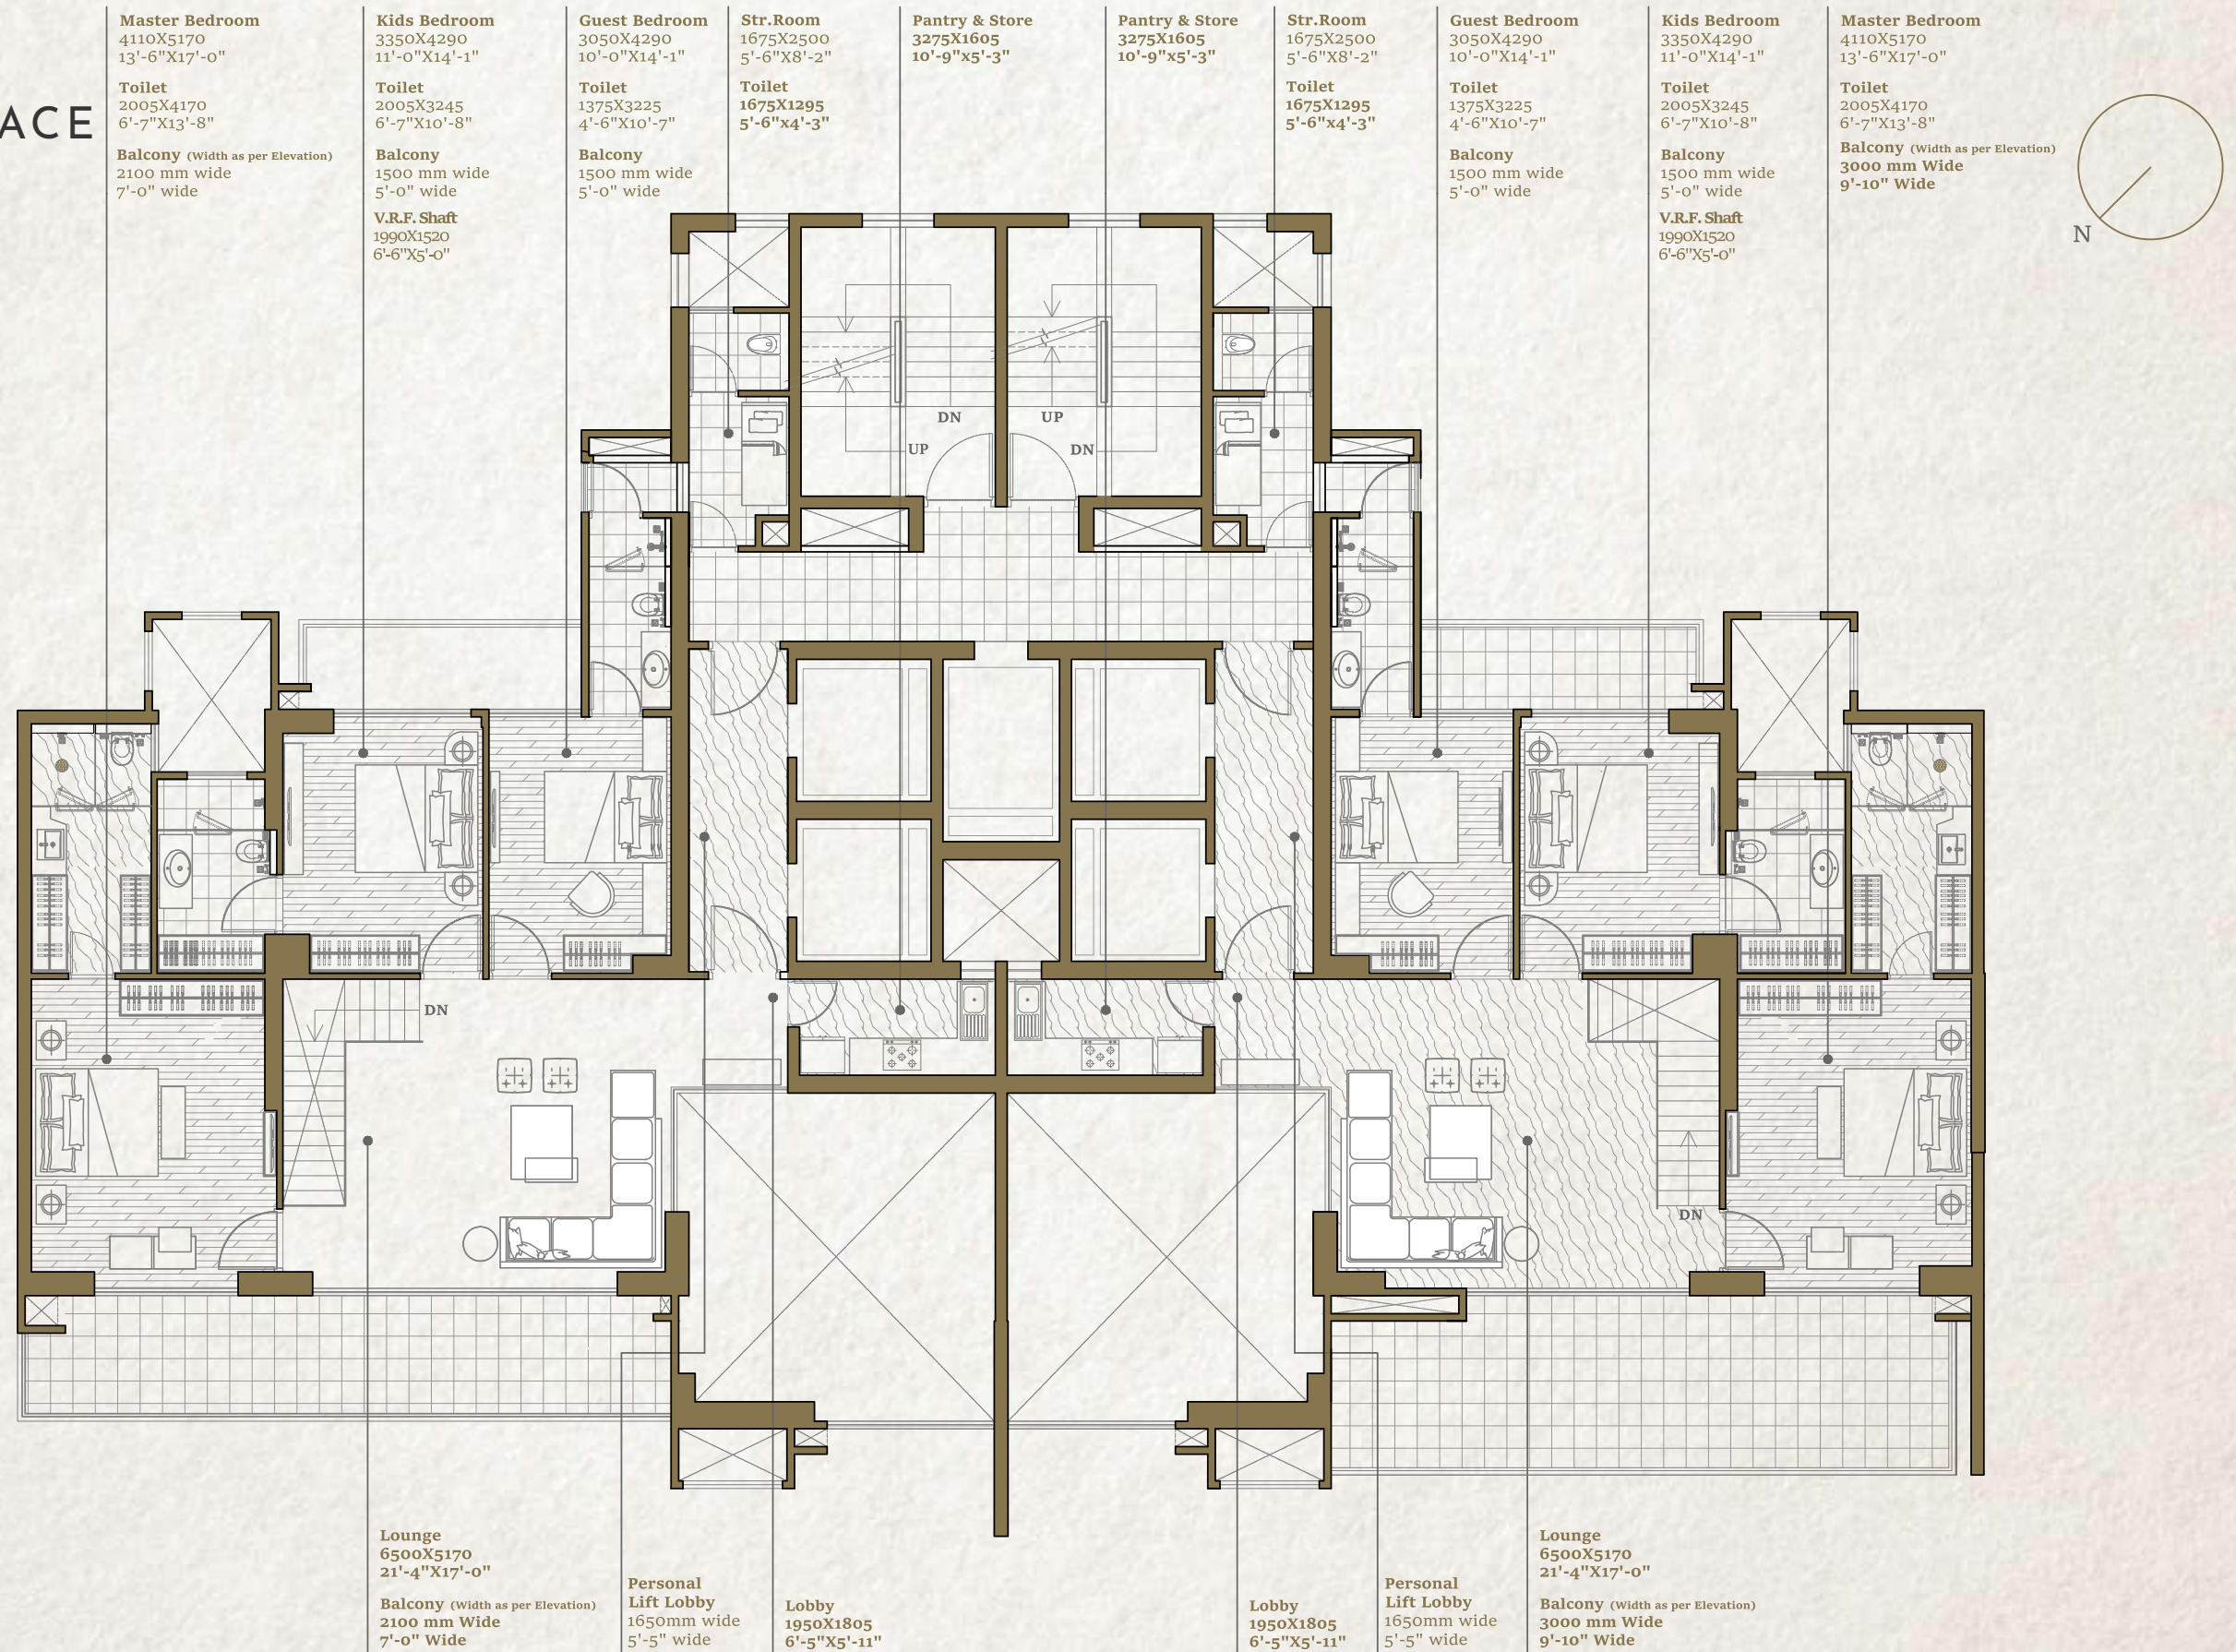 ACE
Master Bedroom
4110X5170
13'-6"X17'-0"
Toilet
2005X4170
6'-7"X13'-8"
Balcony (Width as per Elevation)
2100 mm wide
7'-0" wide
Kids Bedroom
3350X4290
11'-0"X14'-1"
Toilet
2005X3245
6'-7"X10'-8"
Balcony
1500 mm wide
5'-0" wide
V.R.F. Shaft
1990X1520
6'-6"X5'-0"
Guest Bedroom
3050X4290
10'-0"X14'-1"
Toilet
1375X3225
4'-6"X10'-7"
Balcony
1500 mm wide
5'-0" wide
Str.Room
1675X2500
5'-6"X8'-2"
Toilet
1675X1295
5'-6"x4'-3"
Pantry & Store
3275X1605
10'-9"x5'-3"
Pantry & Store
3275X1605
10'-9"x5'-3"
Str.Room
1675X2500
5'-6"X8'-2"
Toilet
1675X1295
5'-6"x4'-3"
Guest Bedroom
3050X4290
10'-0"X14'-1"
Toilet
1375X3225
4'-6"X10'-7"
Balcony
1500 mm wide
5'-0" wide
Kids Bedroom
3350X4290
11'-0"X14'-1"
Toilet
2005X3245
6'-7"X10'-8"
Balcony
1500 mm wide
5'-0" wide
V.R.F. Shaft
1990X1520
6'-6"X5'-0"
Master Bedroom
4110X5170
13'-6"X17'-0"
Toilet
2005X4170
6'-7"X13'-8"
Balcony (Width as per Elevation)
3000 mm Wide
9'-10" Wide
N
DN
UP
UP
DN
DN
DN
Lounge
6500X5170
21'-4"X17'-0"
Balcony (Width as per Elevation)
2100 mm Wide
7'-0" Wide
Personal
Lift Lobby
1650mm wide
5'-5" wide
Lobby
1950X1805
6'-5"X5'-11"
Lobby
1950X1805
6'-5"X5'-11"
Personal
Lift Lobby
1650mm wide
5'-5" wide
Lounge
6500X5170
21'-4"X17'-0"
Balcony (Width as per Elevation)
3000 mm Wide
9'-10" Wide